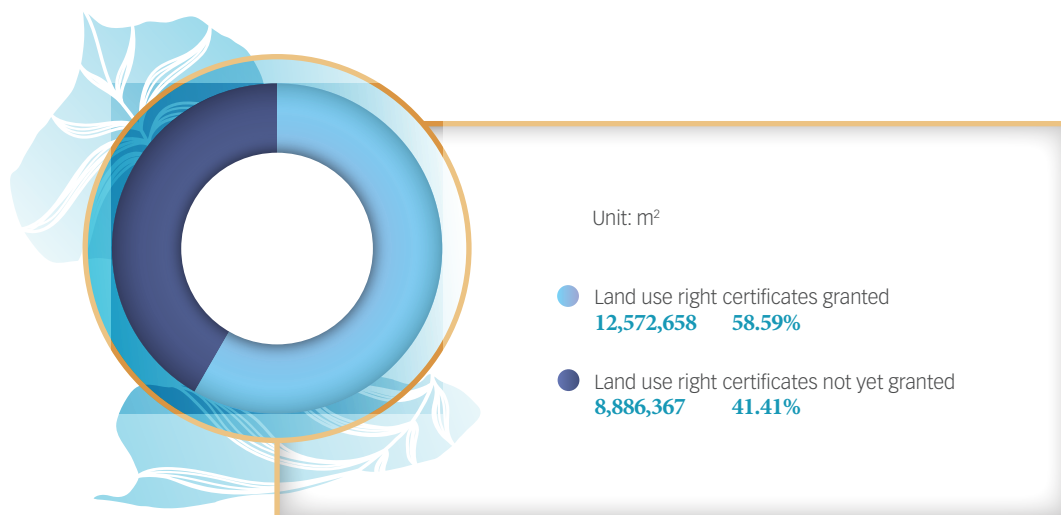 Unit: m²
Land use right certificates granted
12,572,658 58.59%
Land use right certificates not yet granted
8,886,367 41.41%